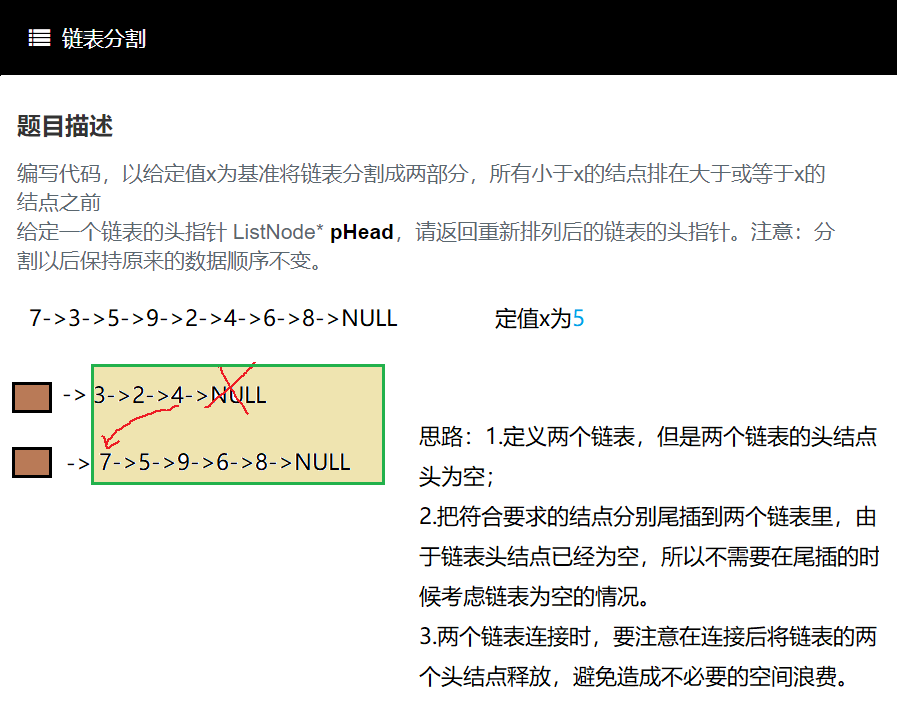 链表分割
题目描述
编写代码，以给定值x为基准将链表分割成两部分，所有小于x的结点排在大于或等于x的
结点之前
给定一个链表的头指针 ListNode* pHead，请返回重新排列后的链表的头指针。注意：分
割以后保持原来的数据顺序不变。
7->3->5->9->2->4->6->8->NULL 定值x为5
-> 3->2->4->NULL
-> 7->5->9->6->8->NULL
思路：1.定义两个链表，但是两个链表的头结点
头为空；
2.把符合要求的结点分别尾插到两个链表里，由
于链表头结点已经为空，所以不需要在尾插的时
候考虑链表为空的情况。
3.两个链表连接时，要注意在连接后将链表的两
个头结点释放，避免造成不必要的空间浪费。